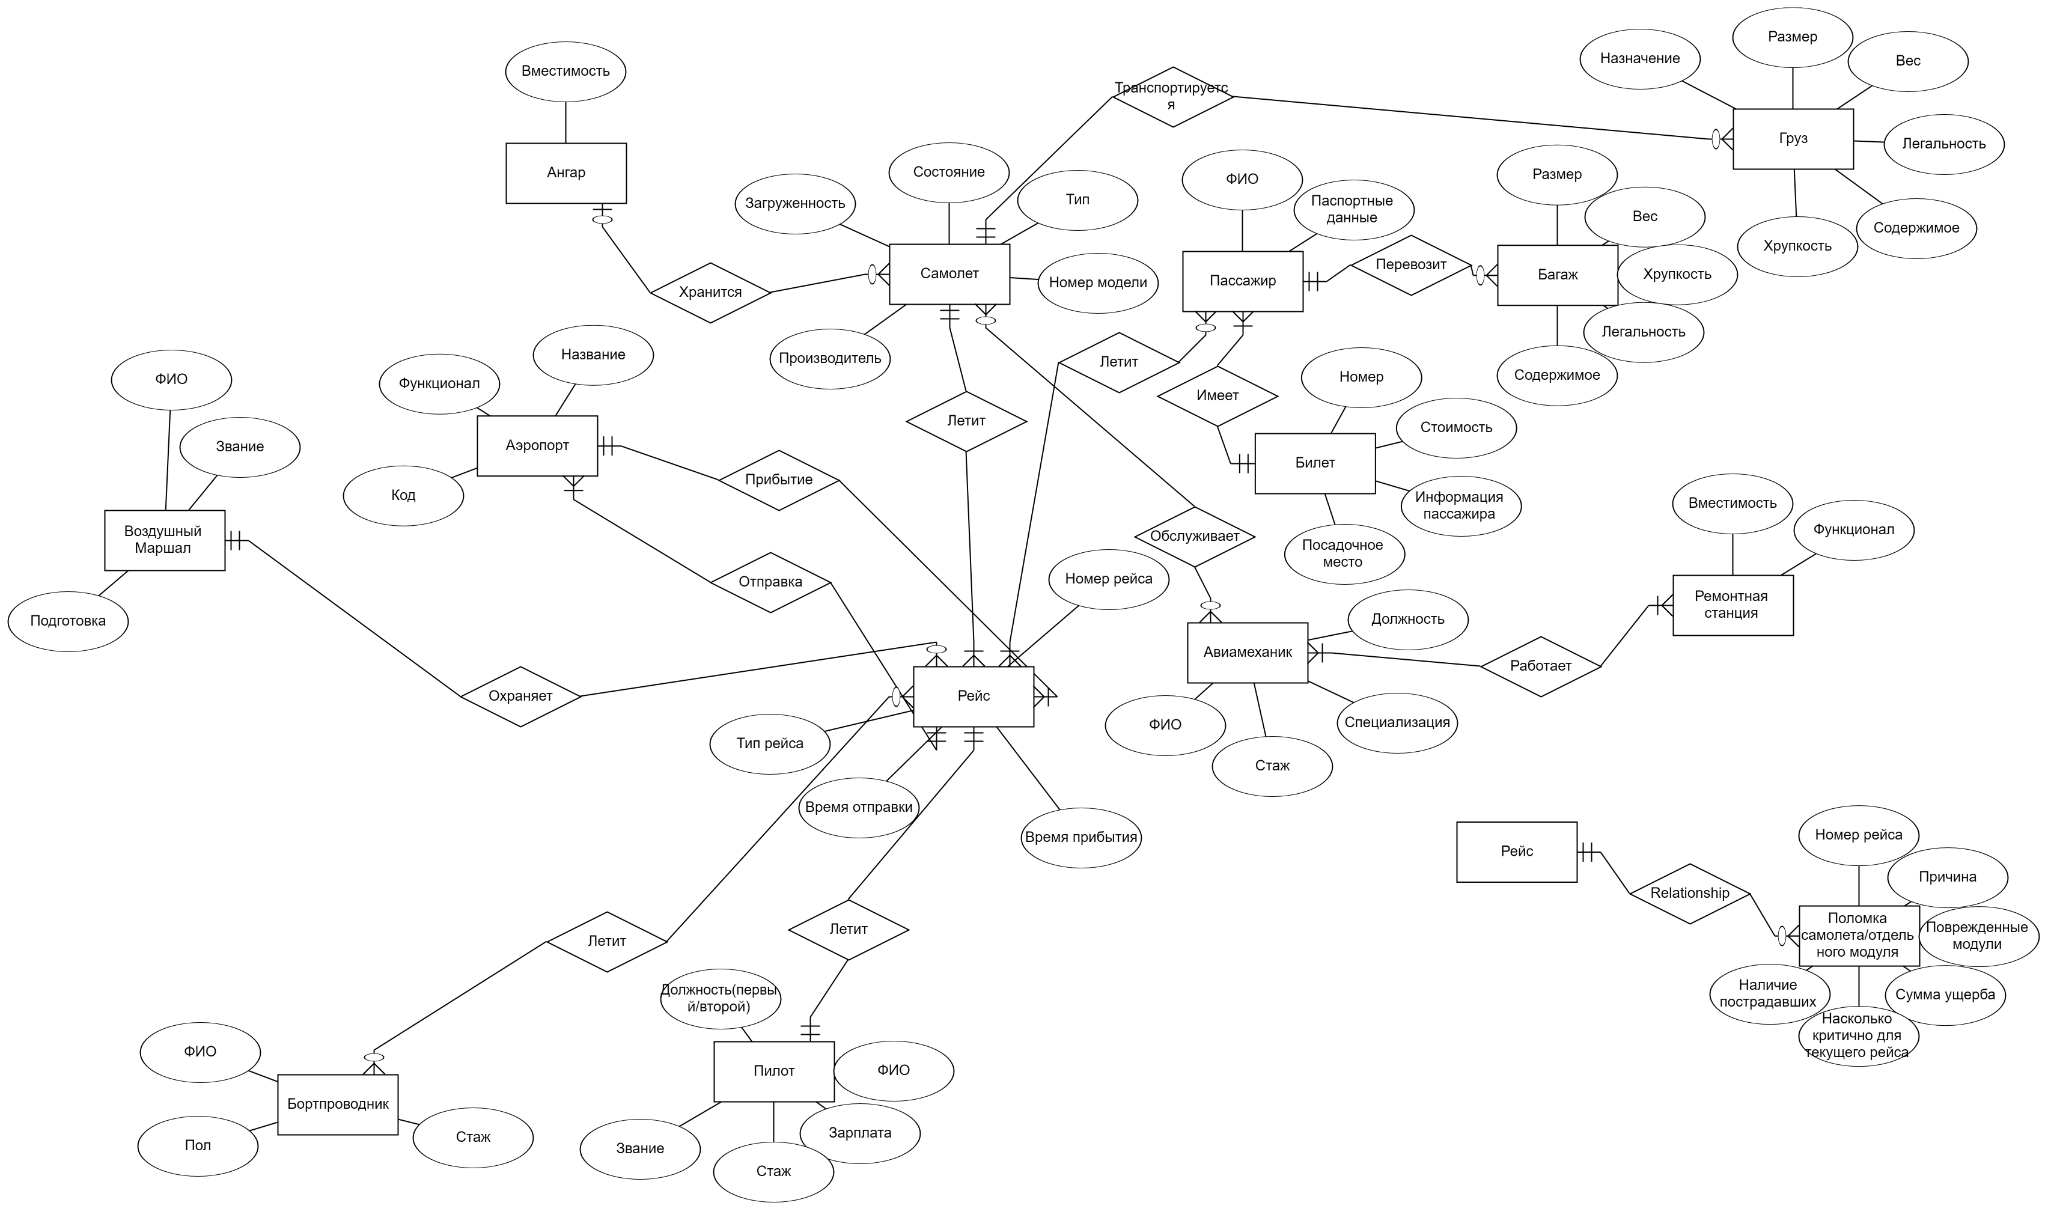 Размер
Назначение
Вес
Вместимость
Транспортируетс
я
Груз
Легальность
Ангар
Состояние
ФИО
Размер
Тип
Паспортные
данные
Загруженность
Вес
Содержимое
Хрупкость
Самолет
Перевозит
Багаж
Хрупкость
Пассажир
Номер модели
Хранится
Легальность
Название
Производитель
Летит
ФИО
Функционал
Номер
Содержимое
Имеет
Летит
Стоимость
Звание
Аэропорт
Билет
Прибытие
Код
Информация
пассажира
Вместимость
Функционал
Воздушный
Маршал
Обслуживает
Посадочное
место
Отправка
Номер рейса
Ремонтная
станция
Подготовка
Должность
Авиамеханик
Работает
Охраняет
Рейс
ФИО
Специализация
Тип рейса
Стаж
Время отправки
Время прибытия
Номер рейса
Рейс
Причина
Relationship
Поломка
самолета/отдель
ного модуля
Поврежденные
модули
Летит
Летит
Наличие
пострадавших
Сумма ущерба
Должность(первы
й/второй)
Насколько
критично для
текущего рейса
ФИО
Пилот
ФИО
Бортпроводник
Зарплата
Пол
Стаж
Звание
Стаж